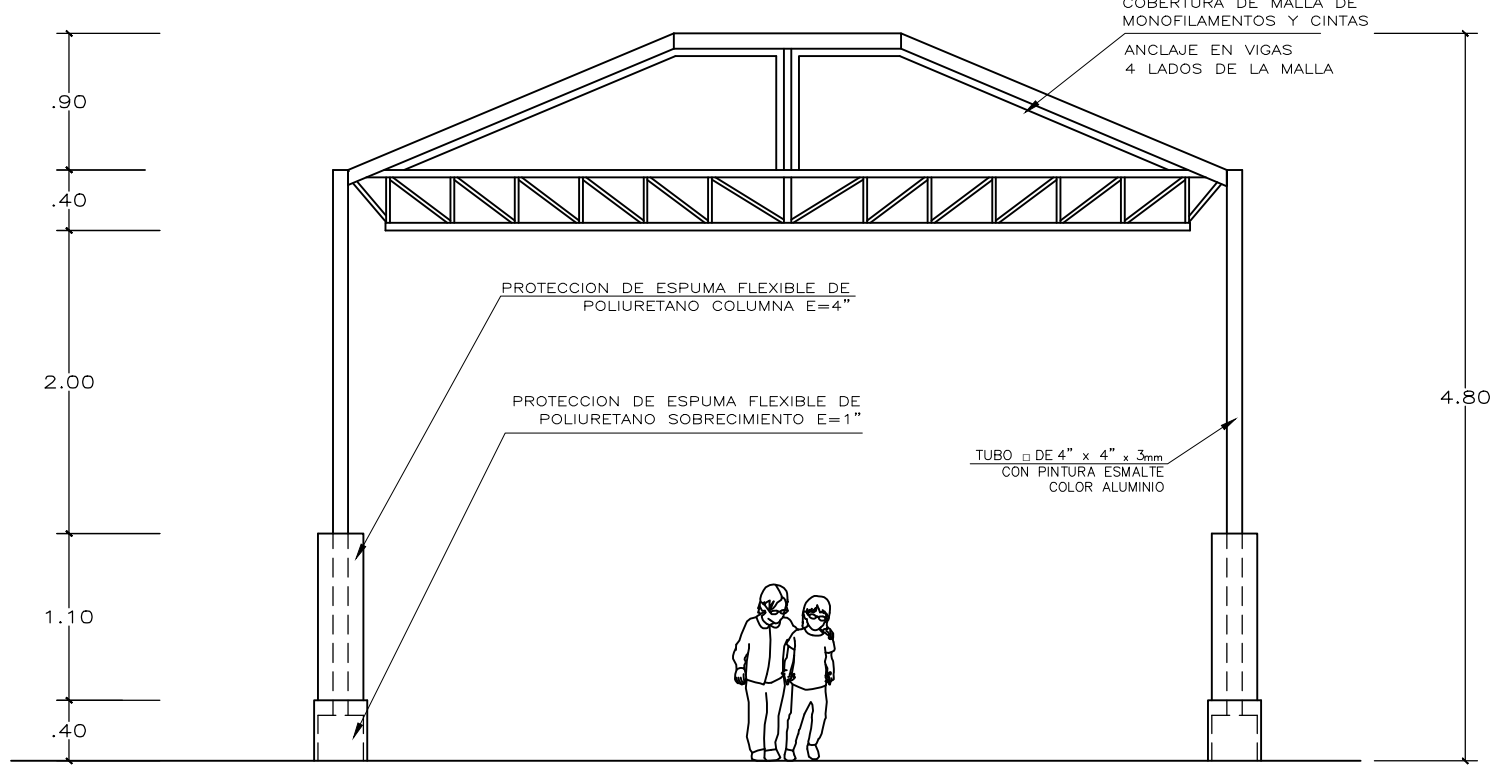 COBERTURA DE MALLA DE
MONOFILAMENTOS Y CINTAS
ANCLAJE EN VIGAS
4 LADOS DE LA MALLA
.90
.40
PROTECCION DE ESPUMA FLEXIBLE DE
POLIURETANO COLUMNA E=4"
2.00
4.80
PROTECCION DE ESPUMA FLEXIBLE DE
POLIURETANO SOBRECIMIENTO E=1"
TUBO □ DE 4" x 4" x 3mm
CON PINTURA ESMALTE
COLOR ALUMINIO
1.10
.40